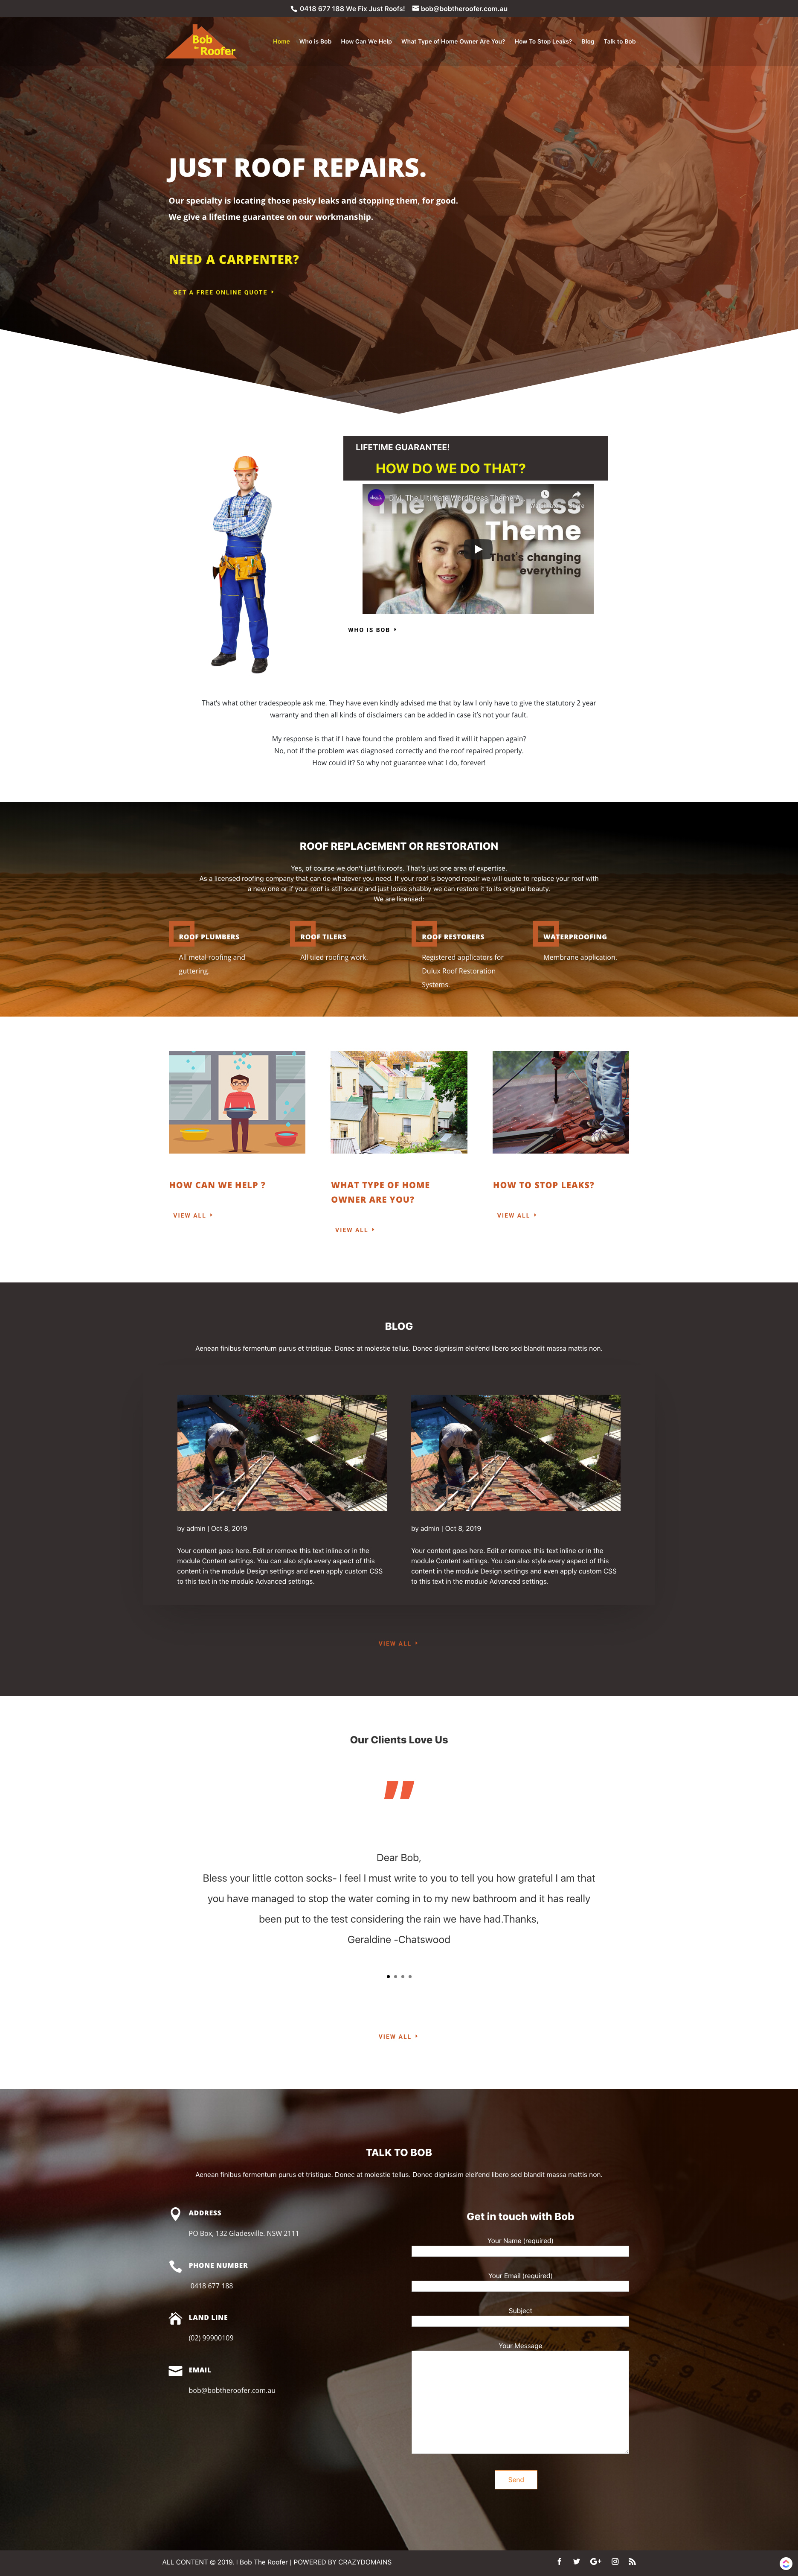 0418 677 188 We Fix Just Roofs! bob@bobtheroofer.com.au
Bob
the
Roofer
Home Who is Bob How Can We Help What Type of Home Owner Are You? How To Stop Leaks? Blog Talk to Bob
JUST ROOF REPAIRS.
Our specialty is locating those pesky leaks and stopping them, for good.
We give a lifetime guarantee on our workmanship.
NEED A CARPENTER?
GET A FREE ONLINE QUOTE
LIFETIME GUARANTEE!
HOW DO WE DO THAT?
Divi. The Ultimate WordPress Theme A
The WordPress
Theme
That's changing
everything
WHO IS BOB
That's what other tradespeople ask me. They have even kindly advised me that by law I only have to give the statutory 2 year
warranty and then all kinds of disclaimers can be added in case it's not your fault.
My response is that if I have found the problem and fixed it will it happen again?
No, not if the problem was diagnosed correctly and the roof repaired properly.
How could it? So why not guarantee what I do, forever!
ROOF REPLACEMENT OR RESTORATION
Yes, of course we don't just fix roofs. That's just one area of expertise.
As a licensed roofing company that can do whatever you need. If your roof is beyond repair we will quote to replace your roof with
a new one or if your roof is still sound and just looks shabby we can restore it to its original beauty.
We are licensed:
ROOF PLUMBERS
All metal roofing and
guttering.
ROOF TILERS
All tiled roofing work.
ROOF RESTORERS
Registered applicators for
Dulux Roof Restoration
Systems.
WATERPROOFING
Membrane application.
HOW CAN WE HELP ?
VIEW ALL
WHAT TYPE OF HOME
OWNER ARE YOU?
VIEW ALL
HOW TO STOP LEAKS?
VIEW ALL
BLOG
Aenean finibus fermentum purus et tristique. Donec at molestie tellus. Donec dignissim eleifend libero sed blandit massa mattis non.
by admin | Oct 8, 2019
Your content goes here. Edit or remove this text inline or in the
module Content settings. You can also style every aspect of this
content in the module Design settings and even apply custom CSS
to this text in the module Advanced settings.
by admin | Oct 8, 2019
Your content goes here. Edit or remove this text inline or in the
module Content settings. You can also style every aspect of this
content in the module Design settings and even apply custom CSS
to this text in the module Advanced settings.
VIEW ALL
Our Clients Love Us
Dear Bob,
Bless your little cotton socks- I feel I must write to you to tell you how grateful I am that
you have managed to stop the water coming in to my new bathroom and it has really
been put to the test considering the rain we have had.Thanks,
Geraldine -Chatswood
VIEW ALL
TALK TO BOB
Aenean finibus fermentum purus et tristique. Donec at molestie tellus. Donec dignissim eleifend libero sed blandit massa mattis non.
ADDRESS
PO Box, 132 Gladesville. NSW 2111
PHONE NUMBER
0418 677 188
LAND LINE
(02) 99900109
EMAIL
bob@bobtheroofer.com.au
Get in touch with Bob
Your Name (required)
Your Email (required)
Subject
Your Message
Send
ALL CONTENT © 2019. I Bob The Roofer | POWERED BY CRAZYDOMAINS